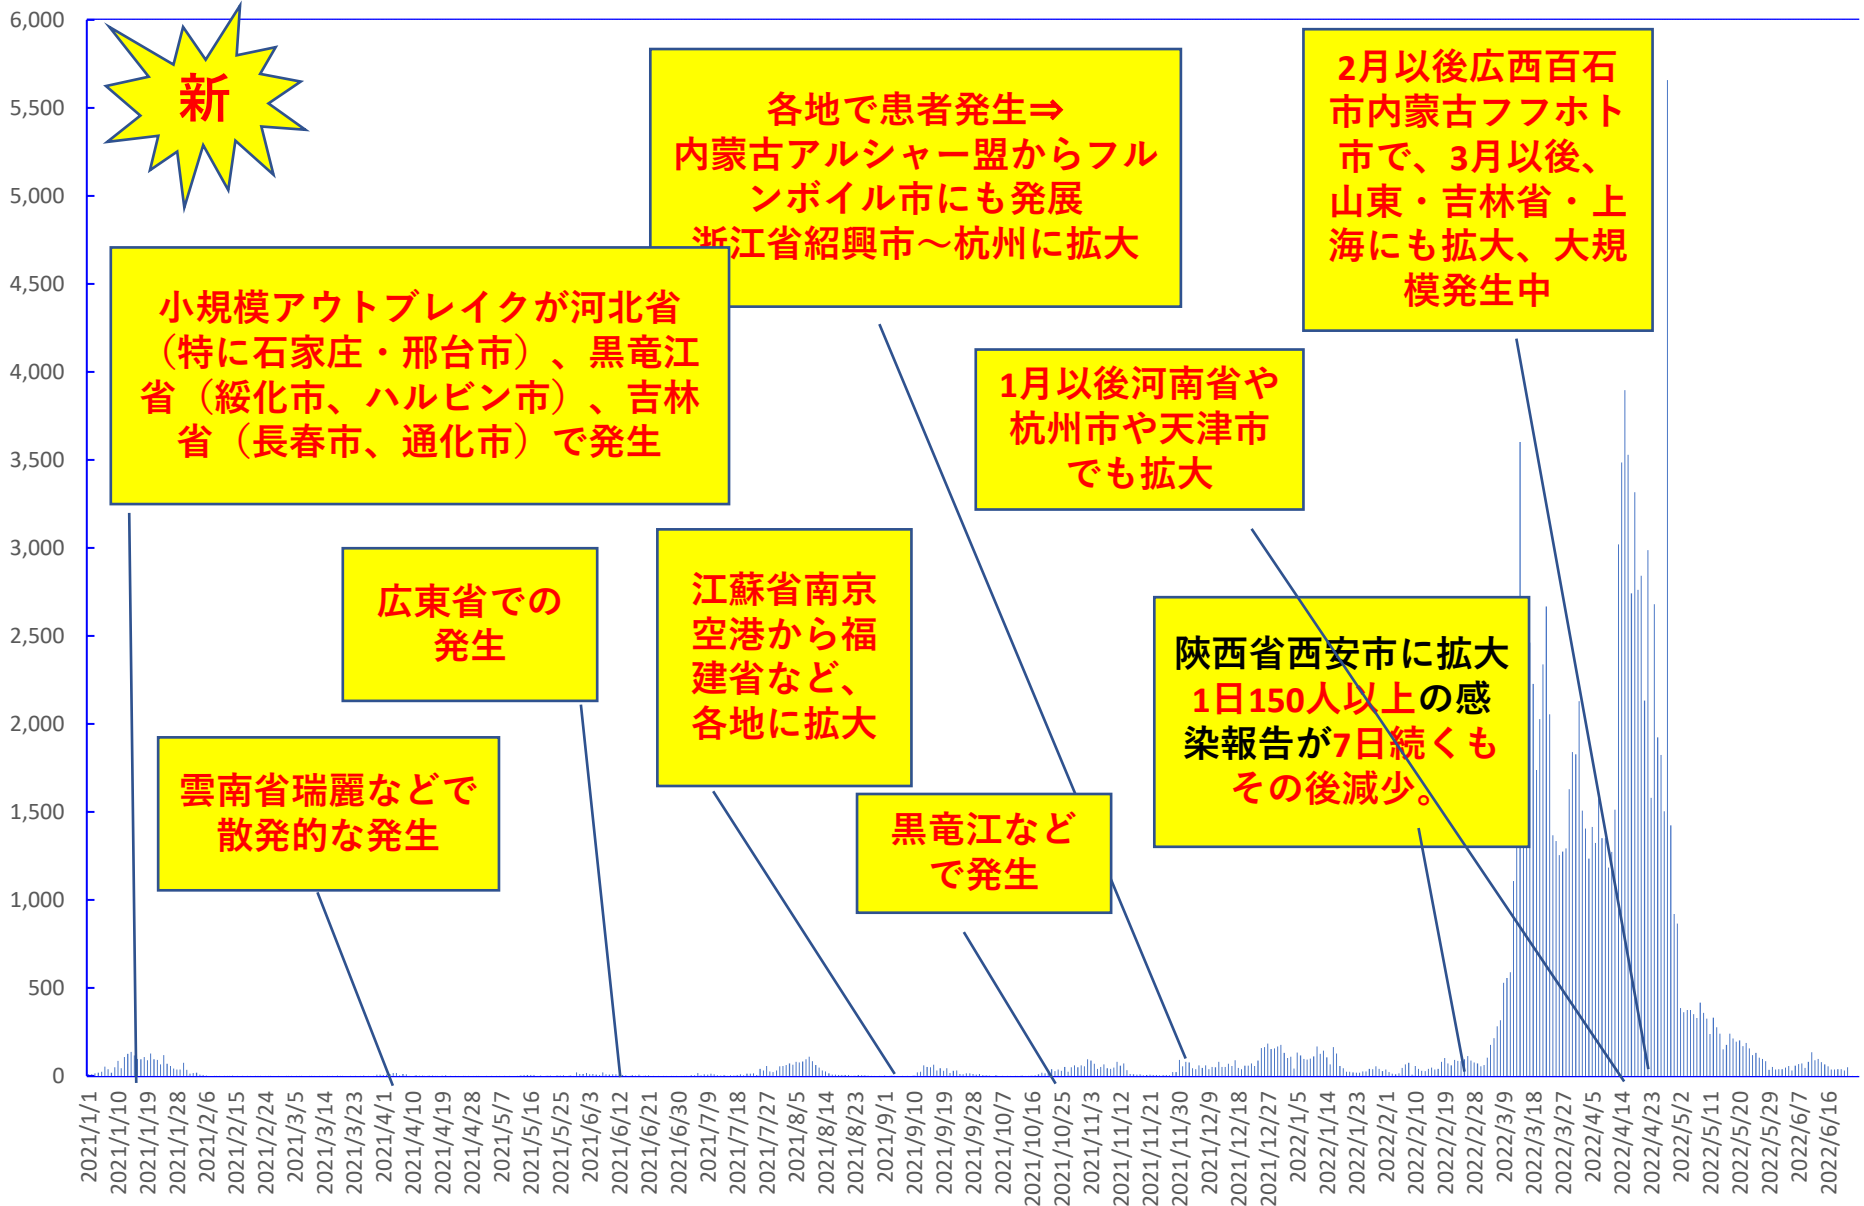 6,000
5,500
5,000
4,500
4,000
3,500
3,000
2,500
2,000
1,500
1,000
500
0
新
各地で患者発生⇒
内蒙古アルシャー盟からフル
ンボイル市にも発展
浙江省紹興市～杭州に拡大
2月以後広西百石
市内蒙古フフホト
市で、3月以後、
山東・吉林省・上
海にも拡大、大規
模発生中
小規模アウトブレイクが河北省
（特に石家庄・邢台市）、黒竜江
省（綏化市、ハルビン市）、吉林
省（長春市、通化市）で発生
1月以後河南省や
杭州市や天津市
でも拡大
広東省での
発生
江蘇省南京
空港から福
建省など、
各地に拡大
陝西省西安市に拡大
1日150人以上の感
染報告が7日続くも
その後減少。
雲南省瑞麗などで
散発的な発生
黒竜江など
で発生
2021/1/1
2021/1/10
2021/1/19
2021/1/28
2021/2/6
2021/2/15
2021/2/24
2021/3/5
2021/3/14
2021/3/23
2021/4/1
2021/4/10
2021/4/19
2021/4/28
2021/5/7
2021/5/16
2021/5/25
2021/6/3
2021/6/12
2021/6/21
2021/6/30
2021/7/9
2021/7/18
2021/7/27
2021/8/5
2021/8/14
2021/8/23
2021/9/1
2021/9/10
2021/9/19
2021/9/28
2021/10/7
2021/10/16
2021/10/25
2021/11/3
2021/11/12
2021/11/21
2021/11/30
2021/12/9
2021/12/18
2021/12/27
2022/1/5
2022/1/14
2022/1/23
2022/2/1
2022/2/10
2022/2/19
2022/2/28
2022/3/9
2022/3/18
2022/3/27
2022/4/5
2022/4/14
2022/4/23
2022/5/2
2022/5/11
2022/5/20
2022/5/29
2022/6/7
2022/6/16